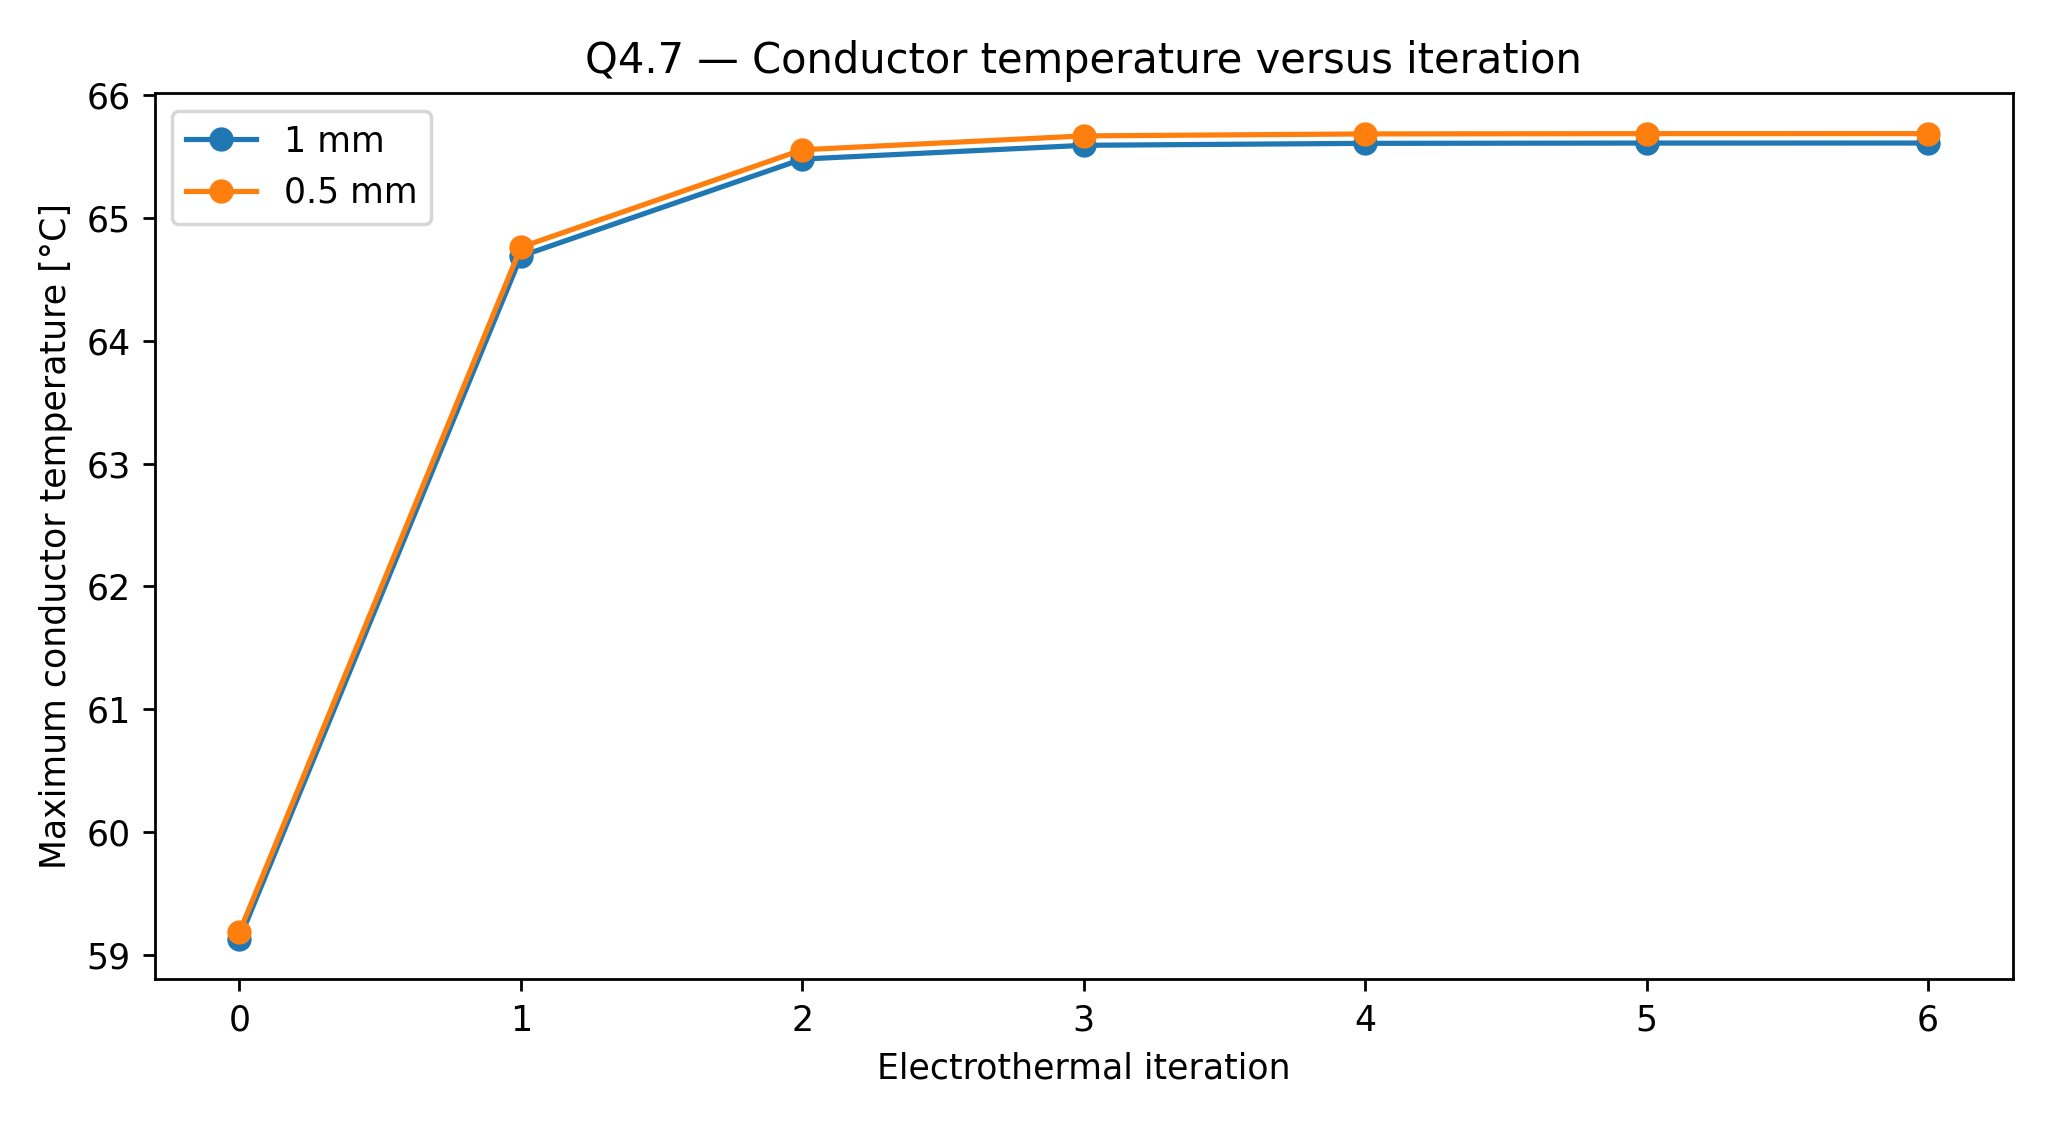 Q4.7 — Conductor temperature versus iteration
66
65
64
63
62
61
60
59
Maximum conductor temperature [°C]
1 mm
0.5 mm
0 1 2 3 4 5 6
Electrothermal iteration